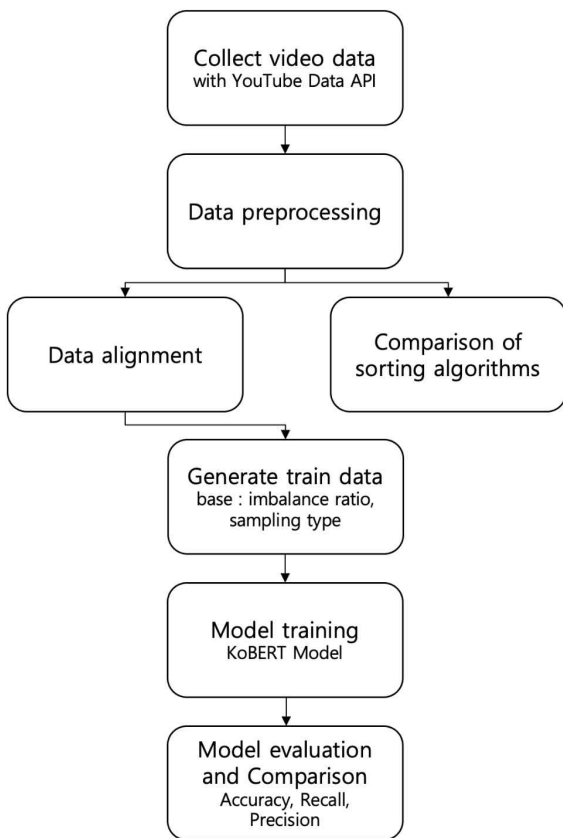 Collect video data
with YouTube Data API
Data preprocessing
Data alignment
Comparison of
sorting algorithms
Generate train data
base : imbalance ratio,
sampling type
Model training
KoBERT Model
Model evaluation
and Comparison
Accuracy, Recall,
Precision